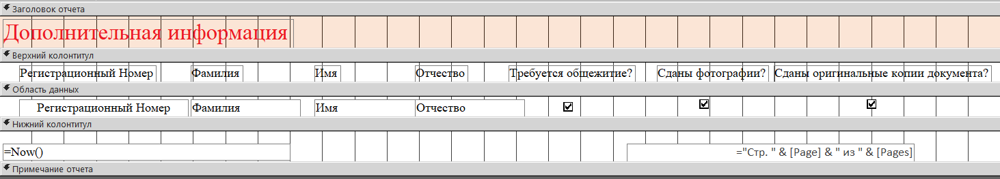 Заголовок отчета
Дополнительная информация
Верхний колонтитул
Регистрационный Номер Фамилия Имя Отчество Требуется общежитие? Сданы фотографии? Сданы оригинальные копии документа?
Область данных
Регистрационный Номер Фамилия Имя Отчество
Нижний колонтитул
=Now() ="Стр. " & [Page] & " из " & [Pages]
Примечание отчета